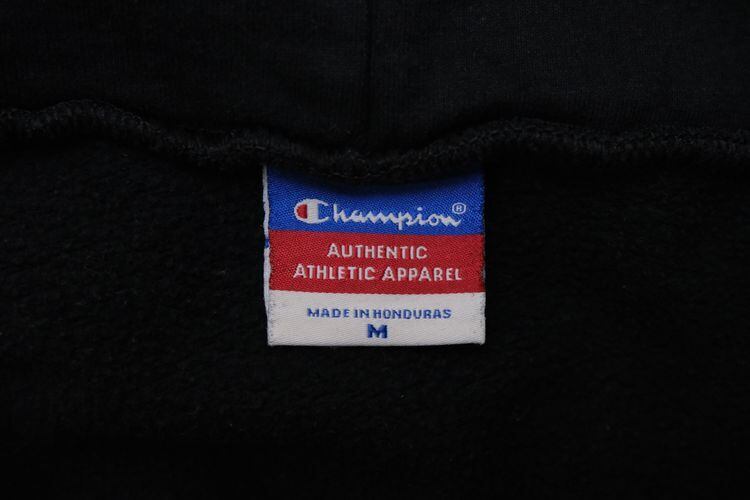 Champion®
AUTHENTIC
ATHLETIC APPAREL
MADE IN HONDURAS
M